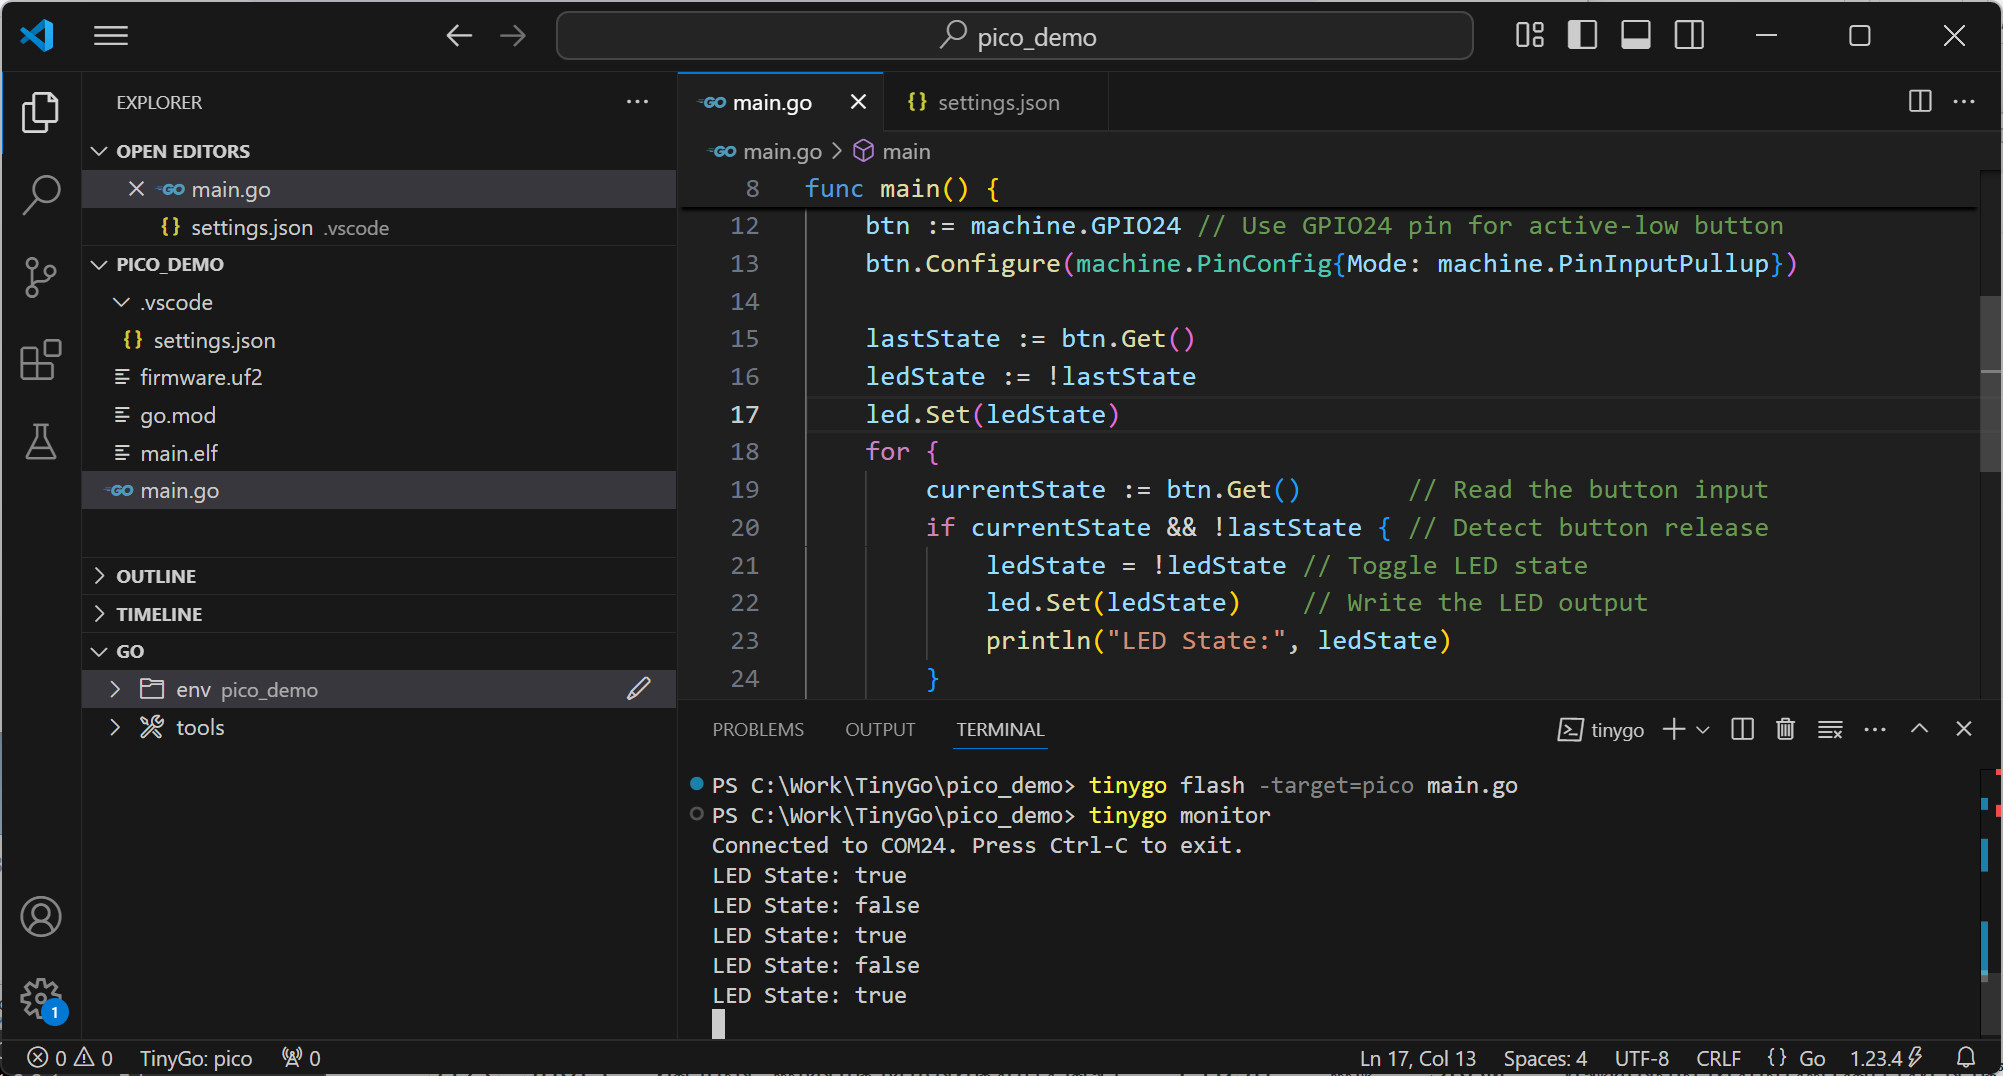 pico_demo
EXPLORER
OPEN EDITORS
GO main.go
{} settings.json .vscode
PICO_DEMO
.vscode
{} settings.json
firmware.uf2
go.mod
main.elf
GO main.go
OUTLINE
TIMELINE
GO
env pico_demo
tools
1
GO main.go
{} settings.json
GO main.go > main
8 func main() {
12 btn := machine.GPIO24 // Use GPIO24 pin for active-low button
13 btn.Configure(machine.PinConfig{Mode: machine.PinInputPullup})
14
15 lastState := btn.Get()
16 ledState := !lastState
17 led.Set(ledState)
18 for {
19 currentState := btn.Get() // Read the button input
20 if currentState && !lastState { // Detect button release
21 ledState = !ledState // Toggle LED state
22 led.Set(ledState) // Write the LED output
23 println("LED State:", ledState)
24 }
PROBLEMS OUTPUT TERMINAL tinygo
PS C:\Work\TinyGo\pico_demo> tinygo flash -target=pico main.go
PS C:\Work\TinyGo\pico_demo> tinygo monitor
Connected to COM24. Press Ctrl-C to exit.
LED State: true
LED State: false
LED State: true
LED State: false
LED State: true
0 0 TinyGo: pico 0 Ln 17, Col 13 Spaces: 4 UTF-8 CRLF {} Go 1.23.4